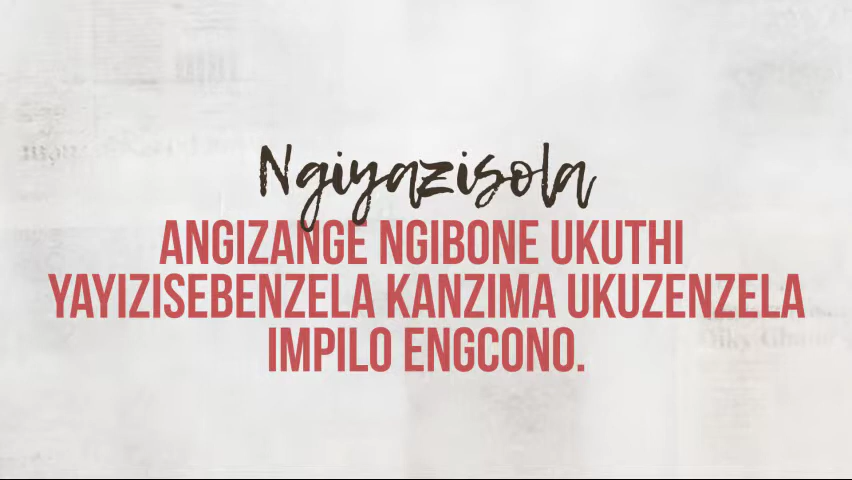 Ngiyazisola
ANGIZANGE NGIBONE UKUTHI
YAYIZISEBENZELA KANZIMA UKUZENZELA
IMPILO ENGCONO.